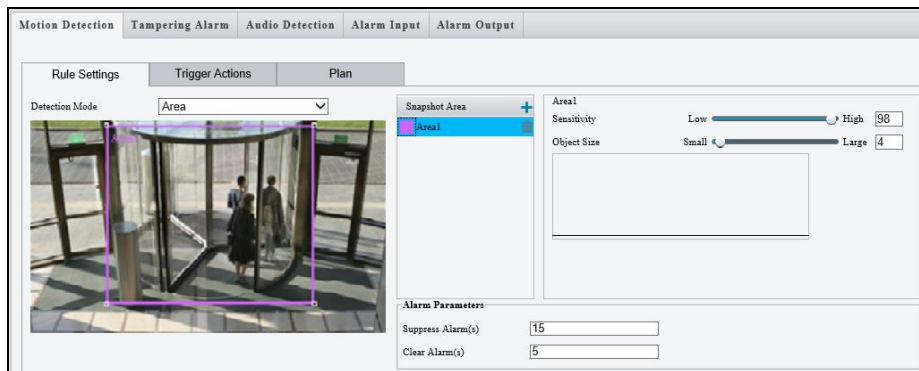 Motion Detection Tampering Alarm Audio Detection Alarm Input Alarm Output
Rule Settings Trigger Actions Plan
Detection Mode Area
Snapshot Area
Area1
Area1
Area1
Sensitivity Low High 98
Object Size Small Large 4
Alarm Parameters
Suppress Alarm(s) 15
Clear Alarm(s) 5